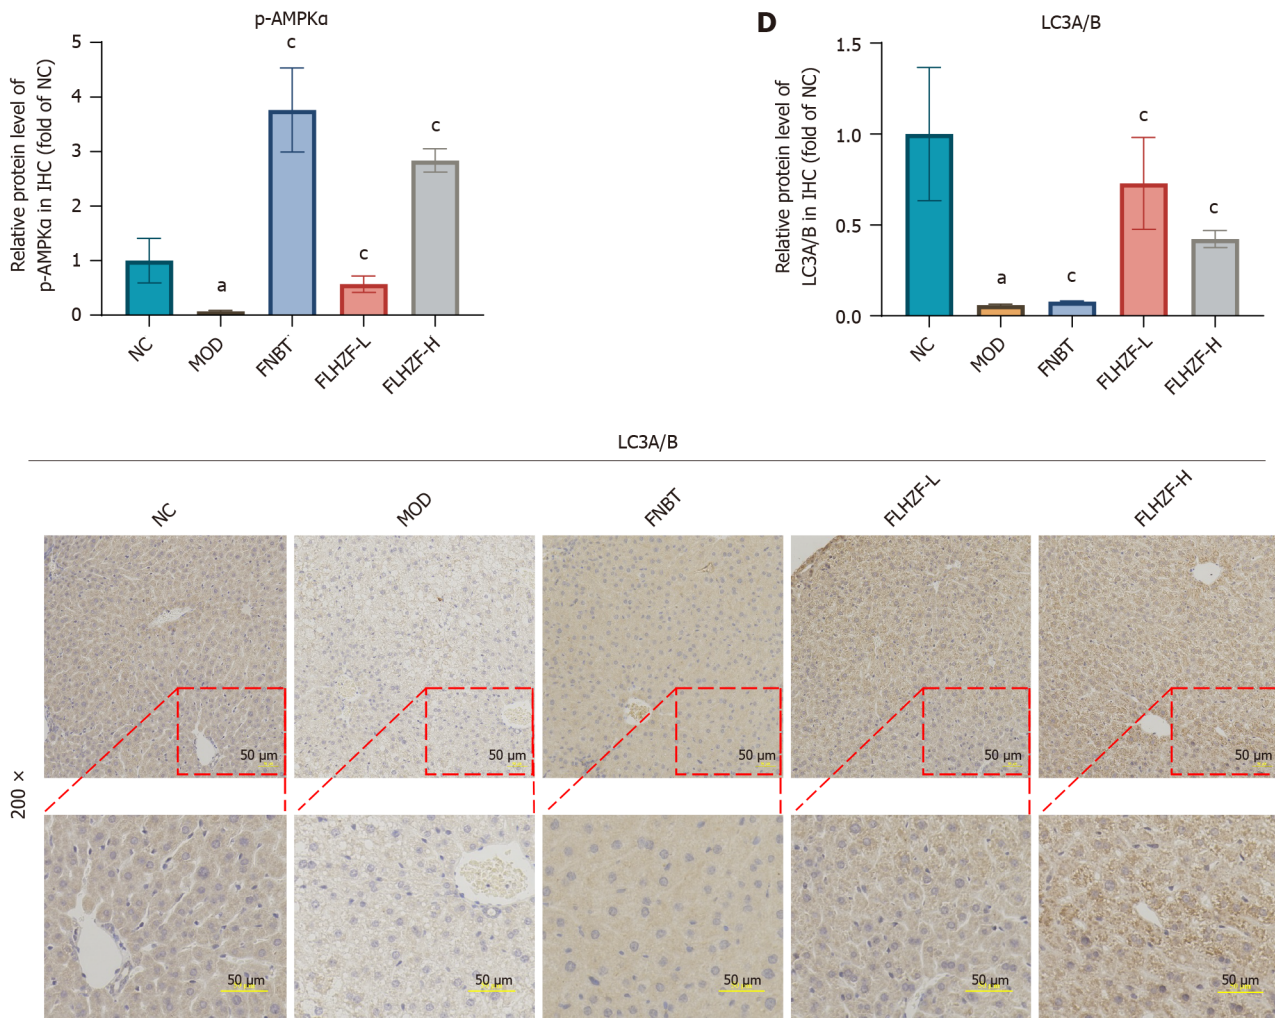 p-AMPKα
Relative protein level of
p-AMPKα in IHC (fold of NC)
5
4
3
2
1
0
a
c
c
c
NC
MOD
FNBT
FLHZF-L
FLHZF-H
D
LC3A/B
Relative protein level of
LC3A/B in IHC (fold of NC)
1.5
1.0
0.5
0.0
a
c
c
c
NC
MOD
FNBT
FLHZF-L
FLHZF-H
LC3A/B
NC
MOD
FNBT
FLHZF-L
FLHZF-H
200 ×
50 μm
50 μm
50 μm
50 μm
50 μm
50 μm
50 μm
50 μm
50 μm
50 μm